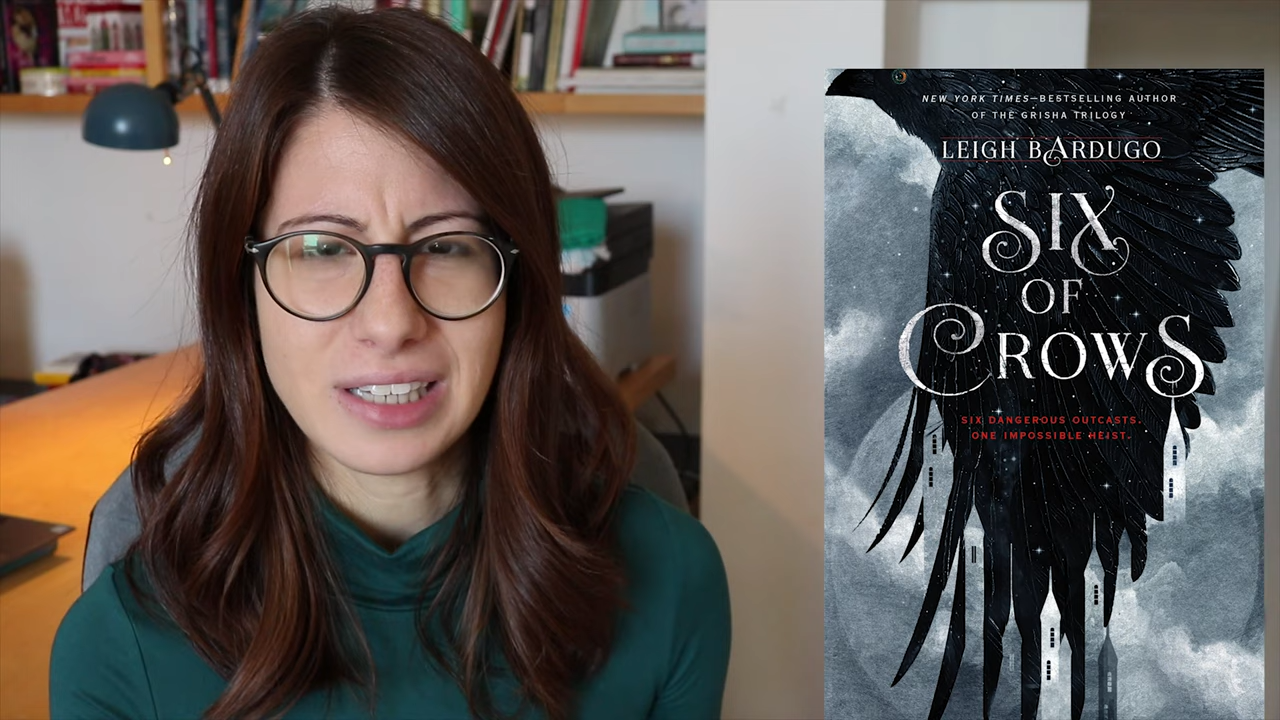 NEW YORK TIMES—BESTSELLING AUTHOR
OF THE GRISHA TRILOGY
LEIGH BARDUGO
SIX
OF
CROWS
SIX DANGEROUS OUTCASTS.
ONE IMPOSSIBLE HEIST.